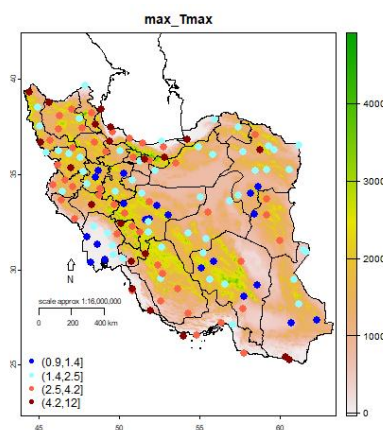 max_Tmax
40
35
30
25
4000
3000
2000
1000
0
N
scale approx 1:16,000,000
0 200 400 km
(0.9,1.4]
(1.4,2.5]
(2.5,4.2]
(4.2,12]
45 50 55 60